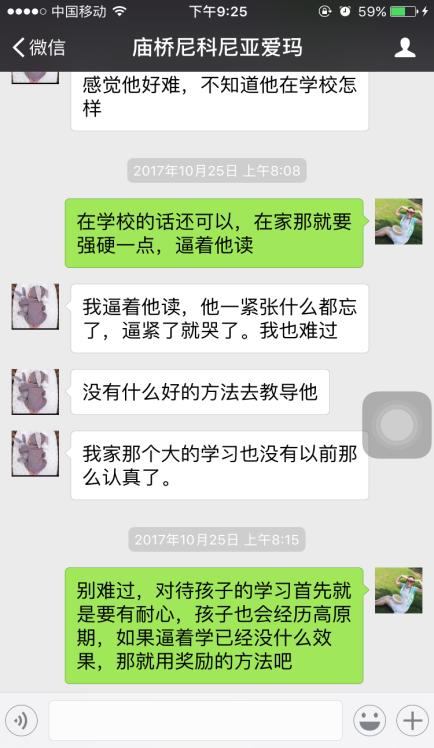 中国移动 下午9:25 59%
微信 庙桥尼科尼亚爱玛
感觉他好难，不知道他在学校怎
样
2017年10月25日 上午8:08
在学校的话还可以，在家那就要
强硬一点，逼着他读
我逼着他读，他一紧张什么都忘
了，逼紧了就哭了。我也难过
没有什么好的方法去教导他
我家那个大的学习也没有以前那
么认真了。
2017年10月25日 上午8:15
别难过，对待孩子的学习首先就
是要有耐心，孩子也会经历高原
期，如果逼着学已经没什么效
果，那就用奖励的方法吧